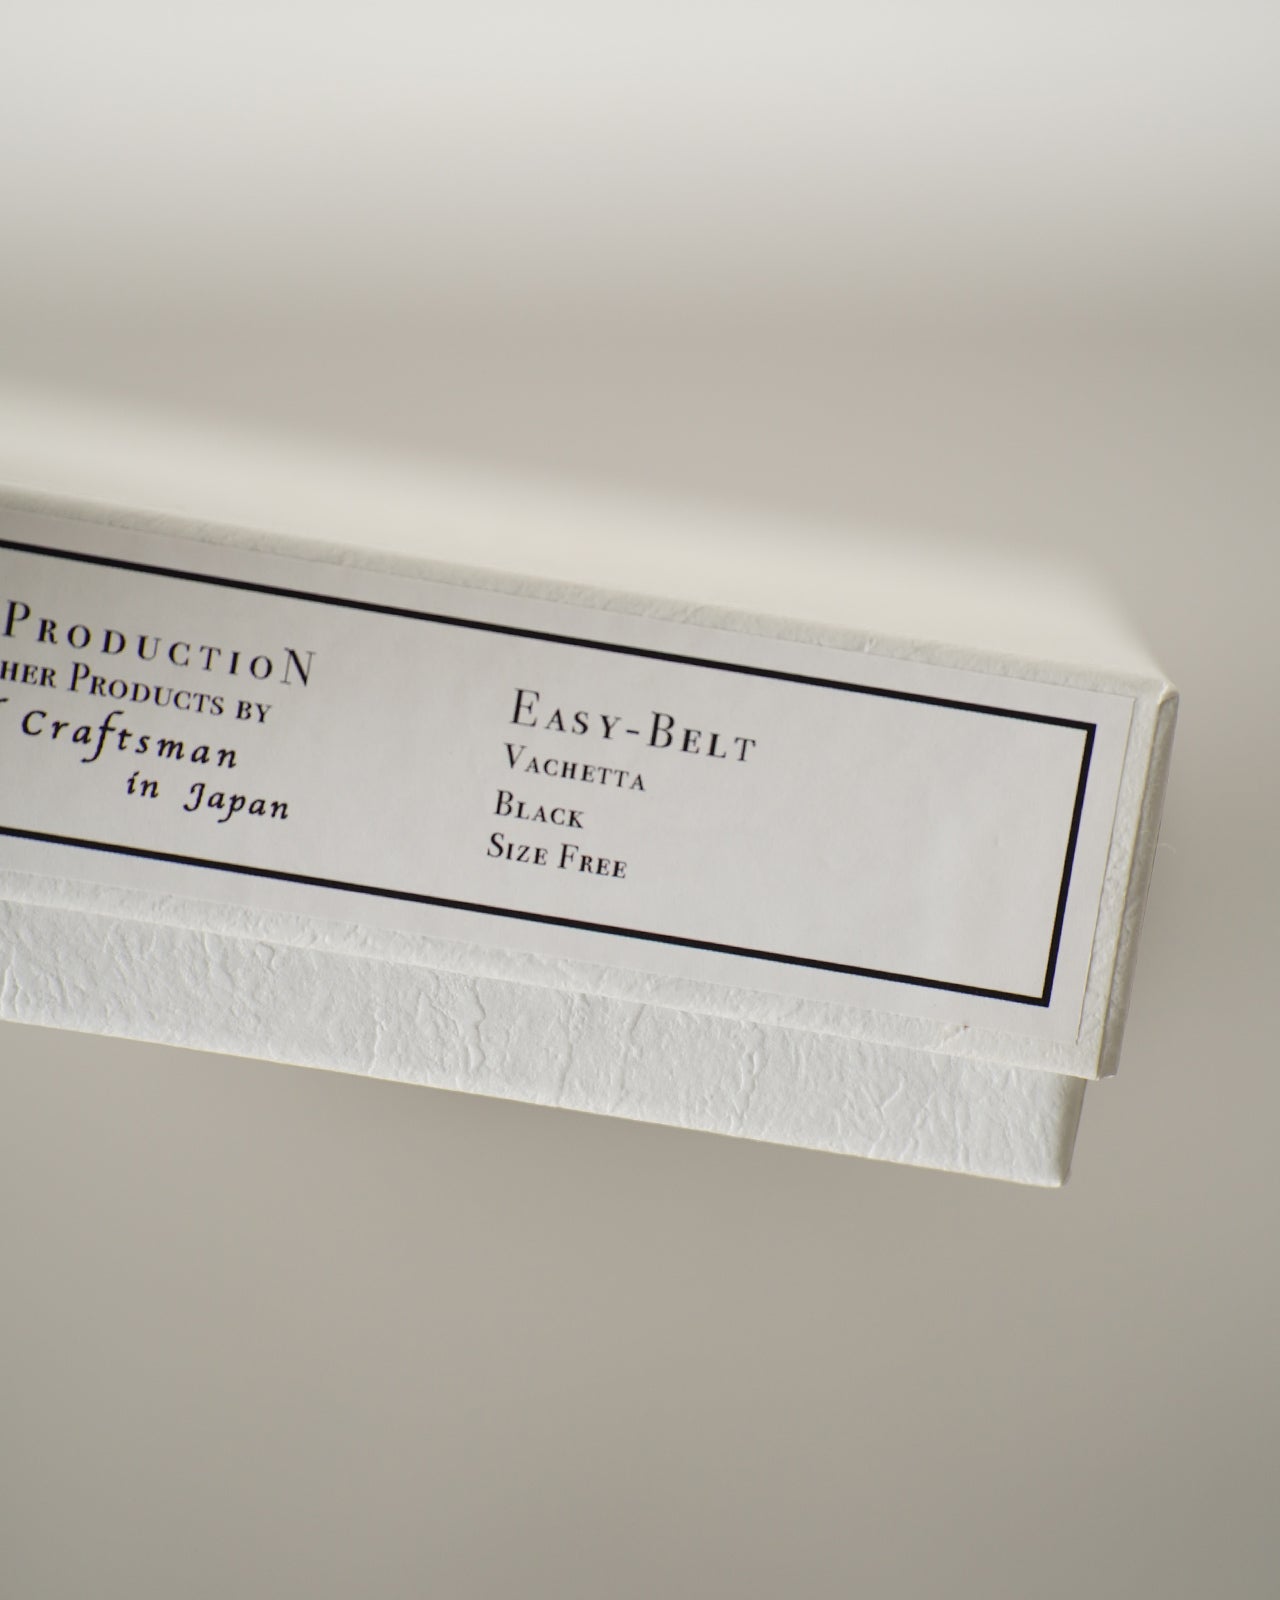 Production
her Products by
Craftsman
in Japan
Easy-Belt
Vachetta
Black
Size Free